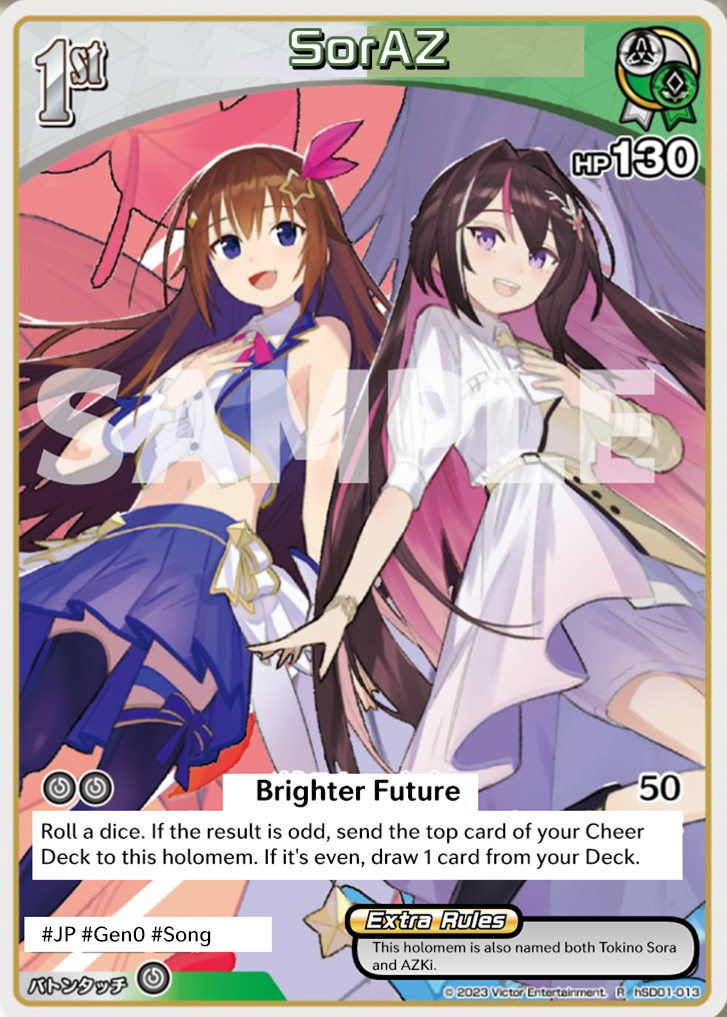 1st
SorAZ
HP130
SAMPLE
Brighter Future
50
Roll a dice. If the result is odd, send the top card of your Cheer
Deck to this holomem. If it's even, draw 1 card from your Deck.
#JP #Gen0 #Song
Extra Rules
This holomem is also named both Tokino Sora
and AZKi.
バトンタッチ
© 2023 Victor Entertainment R hSD01-013